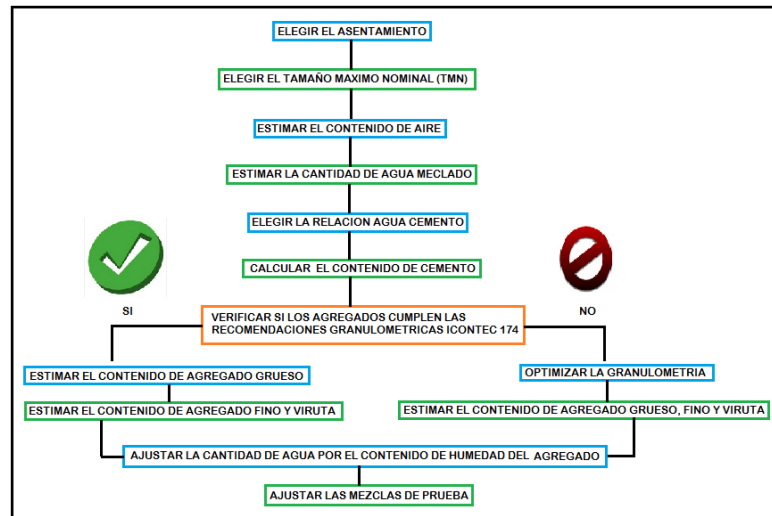 ELEGIR EL ASENTAMIENTO
ELEGIR EL TAMAÑO MAXIMO NOMINAL (TMN)
ESTIMAR EL CONTENIDO DE AIRE
ESTIMAR LA CANTIDAD DE AGUA MECLADO
ELEGIR LA RELACION AGUA CEMENTO
CALCULAR EL CONTENIDO DE CEMENTO
SI
NO
VERIFICAR SI LOS AGREGADOS CUMPLEN LAS
RECOMENDACIONES GRANULOMETRICAS ICONTEC 174
ESTIMAR EL CONTENIDO DE AGREGADO GRUESO
OPTIMIZAR LA GRANULOMETRIA
ESTIMAR EL CONTENIDO DE AGREGADO FINO Y VIRUTA
ESTIMAR EL CONTENIDO DE AGREGADO GRUESO, FINO Y VIRUTA
AJUSTAR LA CANTIDAD DE AGUA POR EL CONTENIDO DE HUMEDAD DEL AGREGADO
AJUSTAR LAS MEZCLAS DE PRUEBA